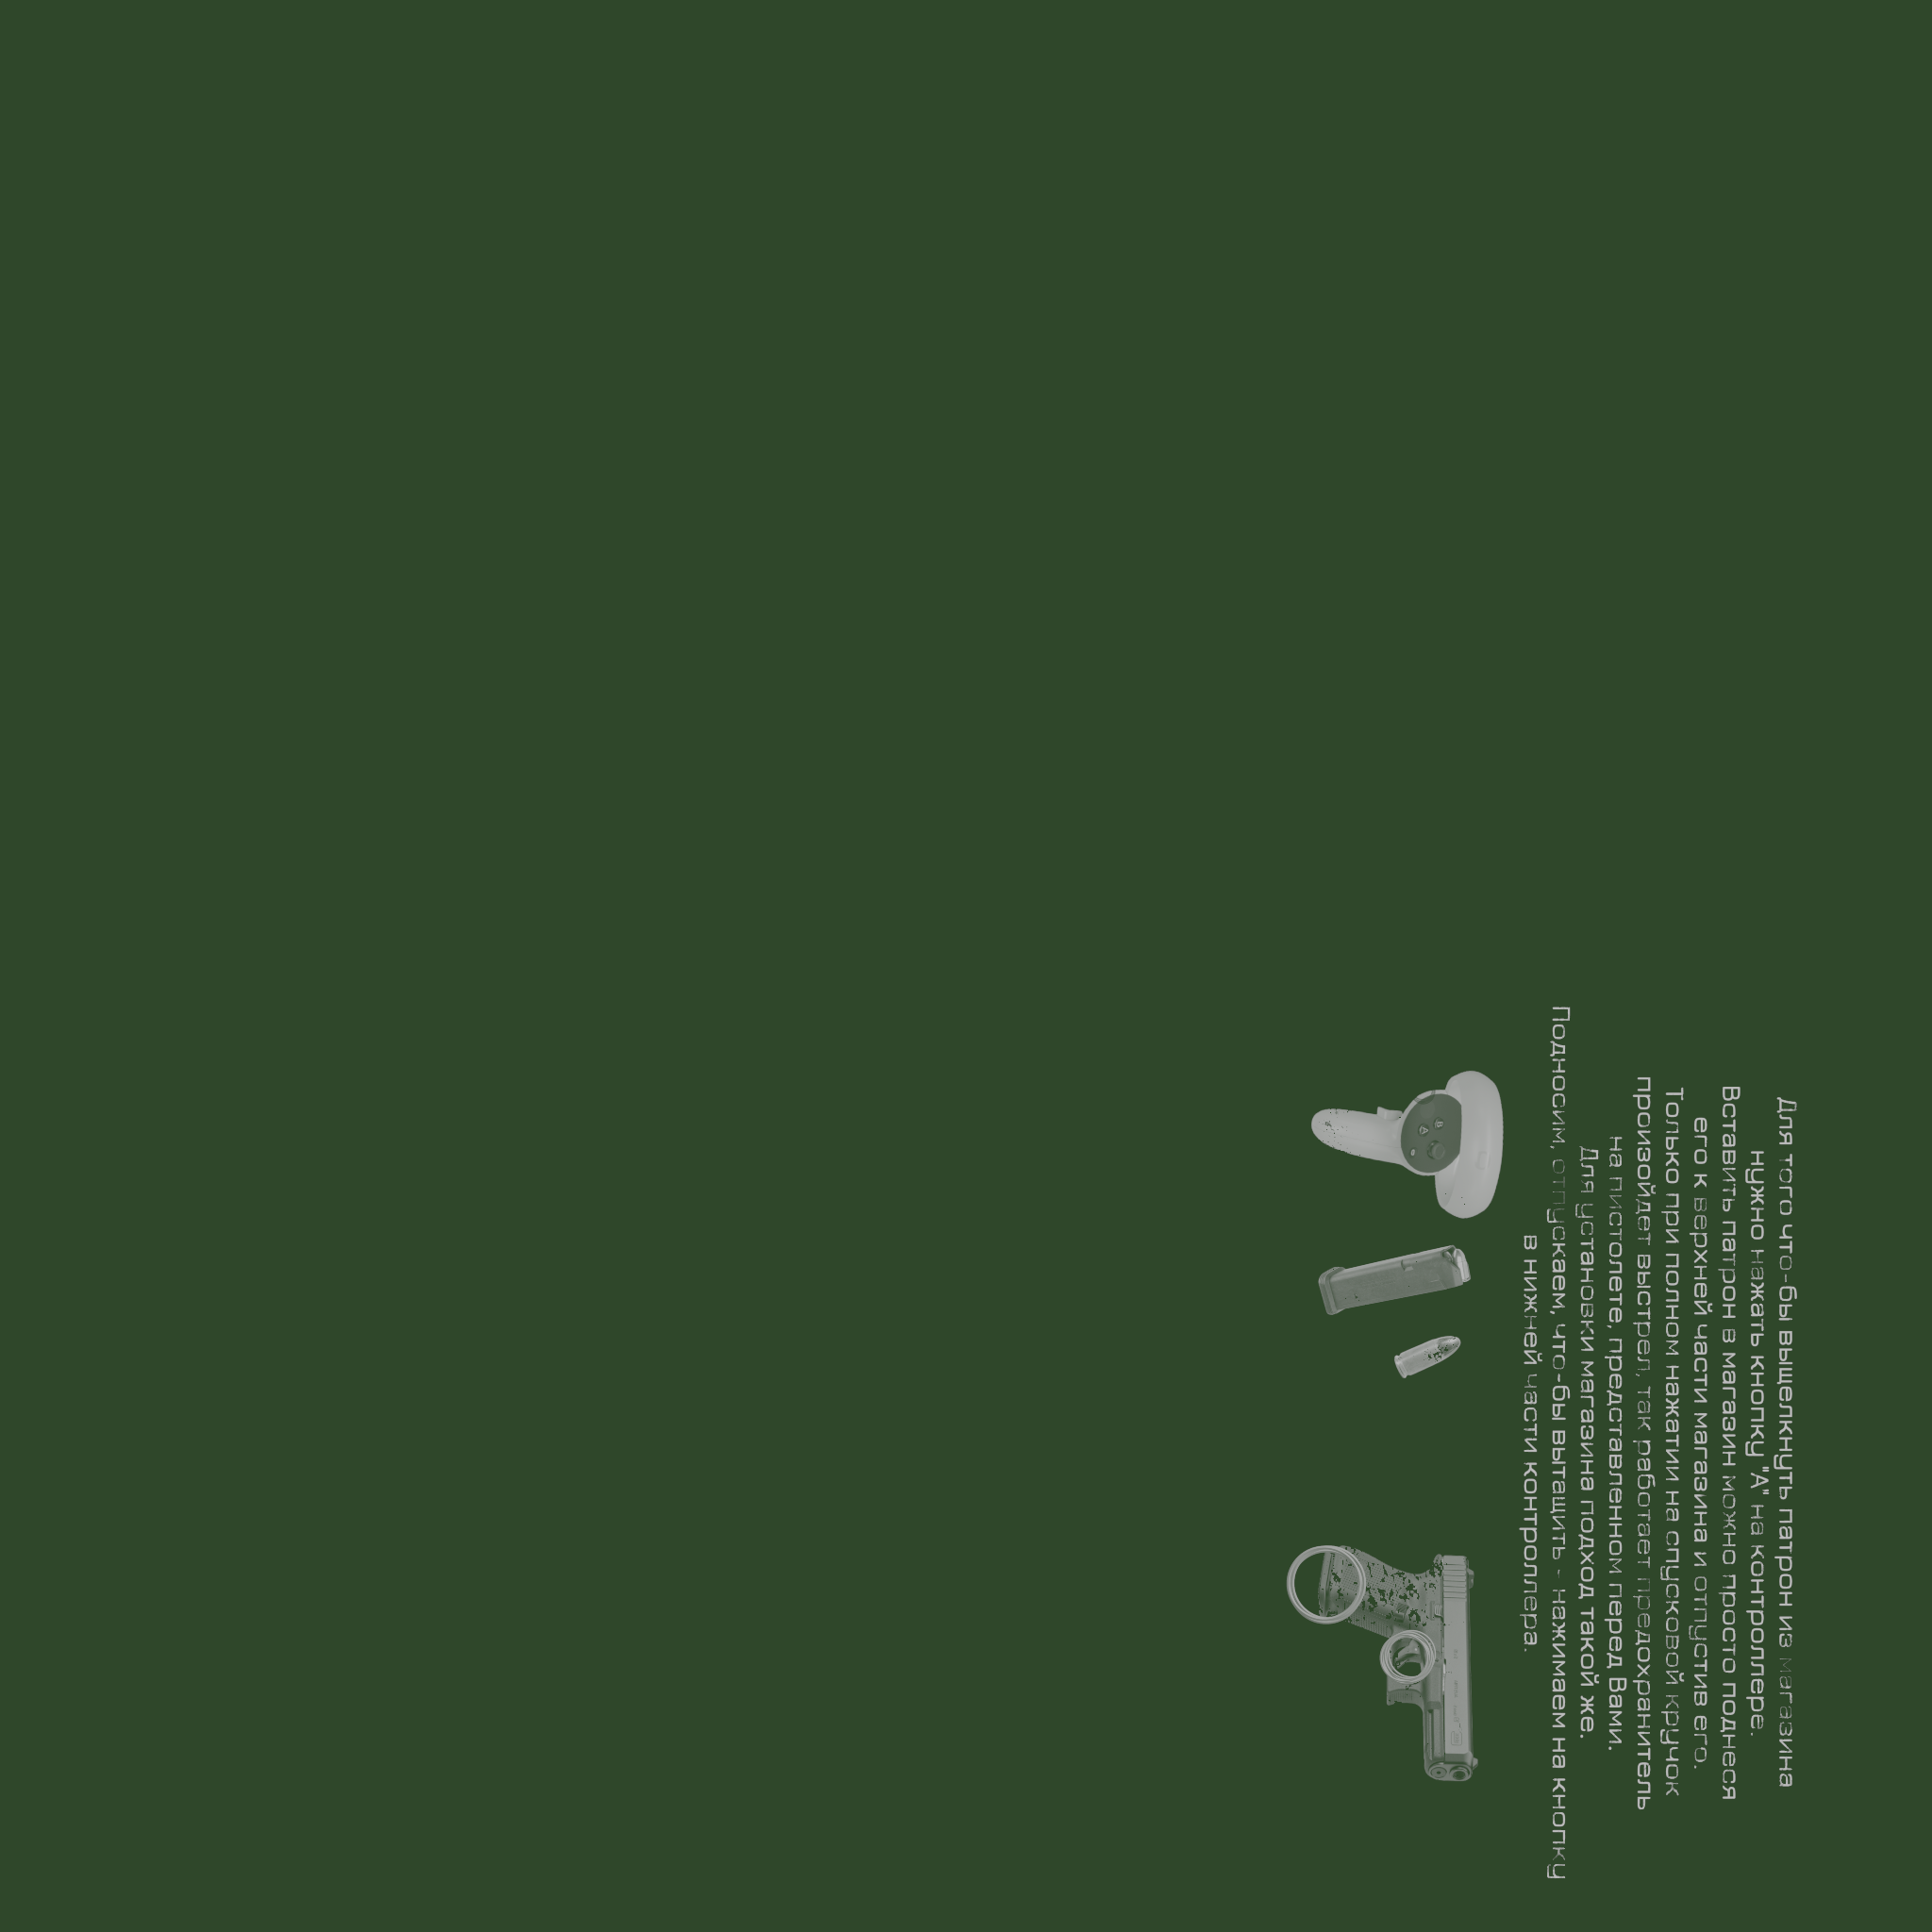 Для того что-бы выщелкнуть патрон из магазина
нужно нажать кнопку "А" на контроллере.
Вставить патрон в магазин можно просто поднеся
его к верхней части магазина и отпустив его.
Только при полном нажатии на спусковой кручок
произойдет выстрел, так работает предохранитель
на пистолете, представленном перед Вами.
Для установки магазина подход такой же.
Подносим, отпускаем, что-бы вытащить - нажимаем на кнопку
в нижней части контроллера.